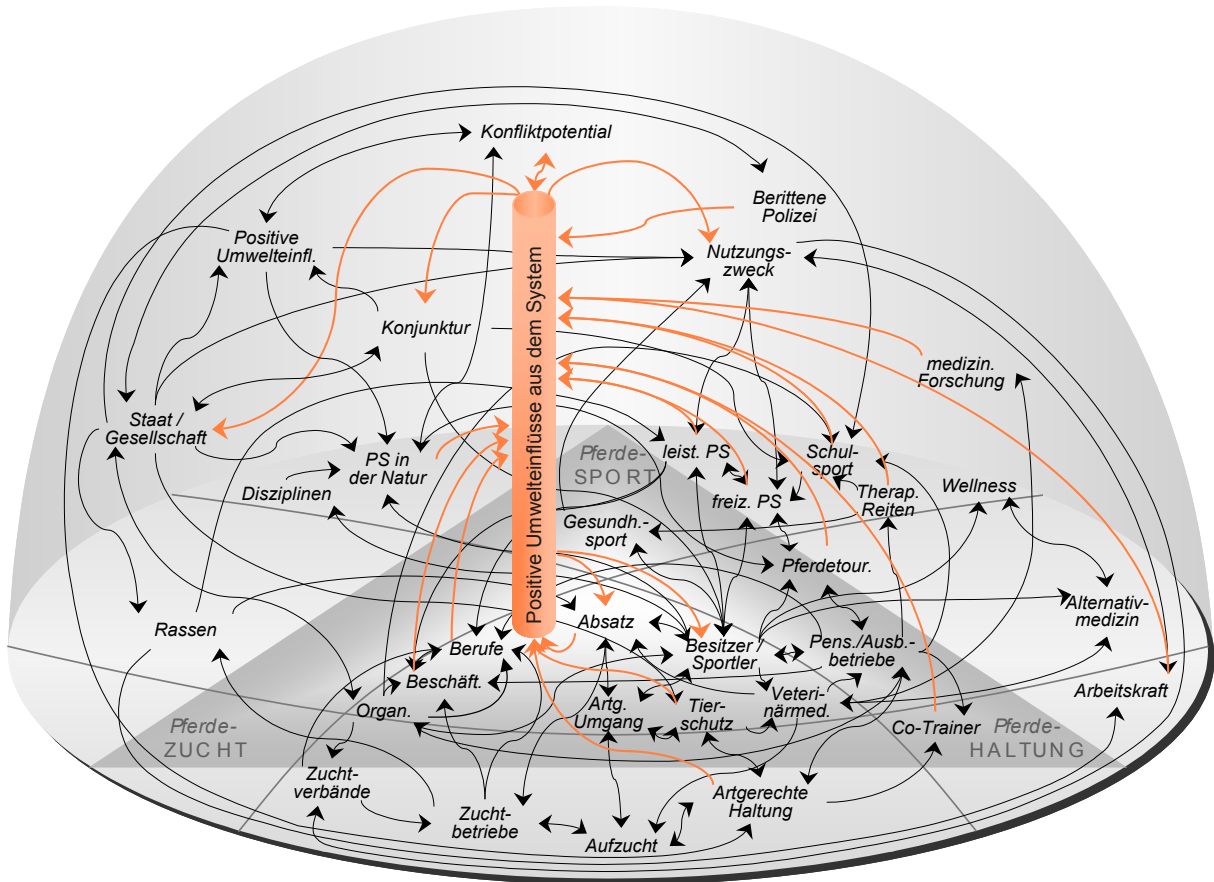 Konfliktpotential
Berittene
Polizei
Positive
Umwelteinfl.
Nutzungs-
zweck
Positive Umwelteinflüsse aus dem System
Konjunktur
medizin.
Forschung
Staat /
Gesellschaft
PS in
der Natur
Pferde-
SPORT
leist. PS
Schul-
sport
Disziplinen
freiz. PS
Therap.
Reiten
Wellness
Gesundh.-
sport
Pferdetour.
Alternativ-
medizin
Rassen
Absatz
Berufe
Besitzer /
Sportler
Pens./Ausb.-
betriebe
Beschäft.
Arbeitskraft
Organ.
Artg.
Umgang
Tier-
schutz
Veteri-
närmed.
Co-Trainer
Pferde-
ZUCHT
Pferde-
HALTUNG
Zucht-
verbände
Zucht-
betriebe
Artgerechte
Haltung
Aufzucht